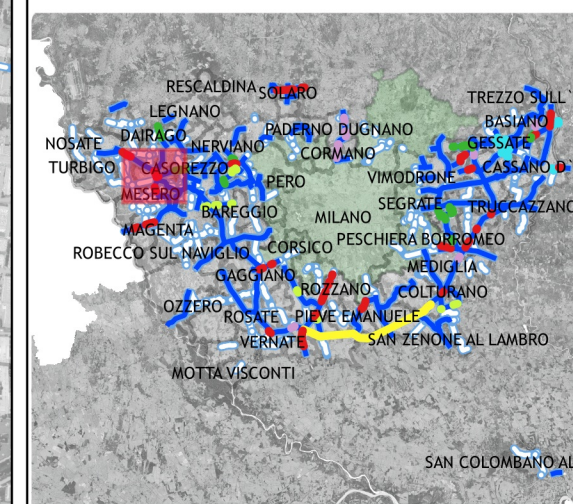 RESCALDINA
SOLARO
TREZZO SULL'
LEGNANO
BASIANO
DAIRAGO
PADERNO DUGNANO
NOSATE
NERVIANO
GESSATE
CORMANO
TURBIGO
CASOREZZO
CASSANO D
VIMODRONE
PERO
MESERO
SEGRATE
TRUCCAZZANO
BAREGGIO
MILANO
MAGENTA
PESCHIERA BORROMEO
ROBECCO SUL NAVIGLIO
CORSICO
MEDIGLIA
GAGGIANO
ROZZANO
COLTURANO
OZZERO
ROSATE
PIEVE EMANUELE
VERNATE
SAN ZENONE AL LAMBRO
MOTTA VISCONTI
SAN COLOMBANO AL